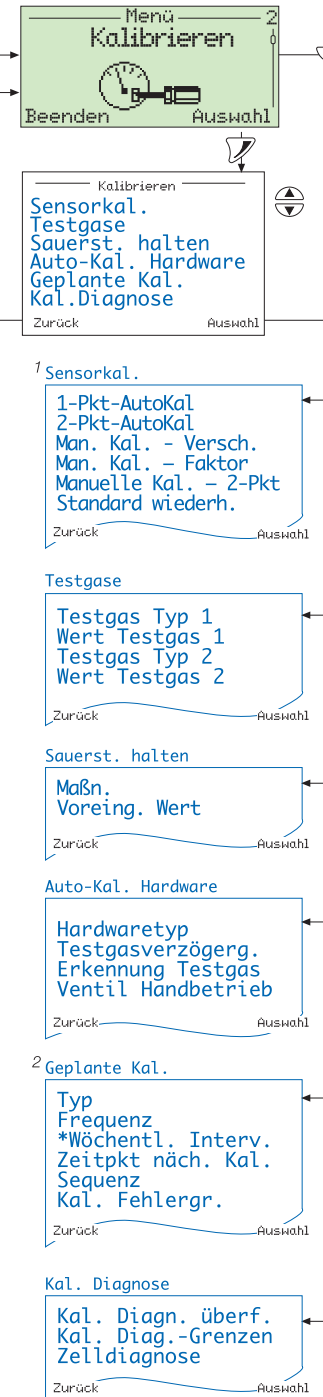 Menü 2
Kalibrieren
Beenden Auswahl
Kalibrieren
Sensorkal.
Testgase
Sauerst. halten
Auto-Kal. Hardware
Geplante Kal.
Kal.Diagnose
Zurück Auswahl
1 Sensorkal.
1-Pkt-AutoKal
2-Pkt-AutoKal
Man. Kal. - Versch.
Man. Kal. – Faktor
Manuelle Kal. – 2-Pkt
Standard wiederh.
Zurück Auswahl
Testgase
Testgas Typ 1
Wert Testgas 1
Testgas Typ 2
Wert Testgas 2
Zurück Auswahl
Sauerst. halten
Maßn.
Voreing. Wert
Zurück Auswahl
Auto-Kal. Hardware
Hardwaretyp
Testgasverzögerg.
Erkennung Testgas
Ventil Handbetrieb
Zurück Auswahl
2 Geplante Kal.
Typ
Frequenz
*Wöchentl. Interv.
Zeitpkt näch. Kal.
Sequenz
Kal. Fehlergr.
Zurück Auswahl
Kal. Diagnose
Kal. Diagn. überf.
Kal. Diag.-Grenzen
Zelldiagnose
Zurück Auswahl